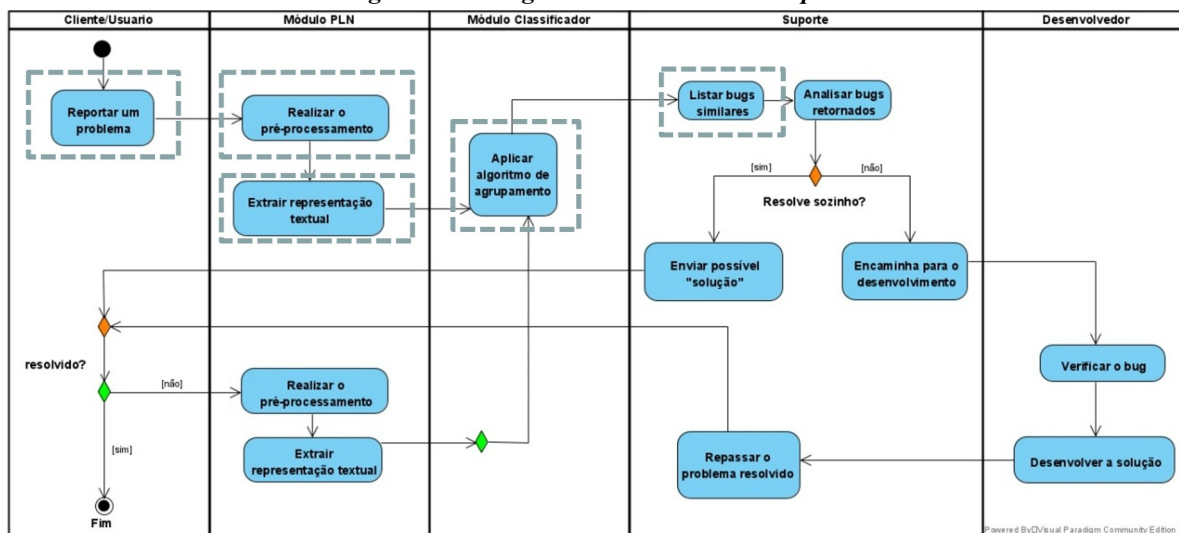 Cliente/Usuario
Módulo PLN
Módulo Classificador
Suporte
Desenvolvedor
Reportar um
problema
Realizar o
pré-processamento
Extrair representação
textual
Aplicar
algoritmo de
agrupamento
Listar bugs
similares
Analisar bugs
retornados
[sim]
[não]
Resolve sozinho?
Enviar possível
"solução"
Encaminha para o
desenvolvimento
resolvido?
[não]
[sim]
Fim
Realizar o
pré-processamento
Extrair
representação textual
Repassar o
problema resolvido
Verificar o bug
Desenvolver a solução
Powered By Visual Paradigm Community Edition